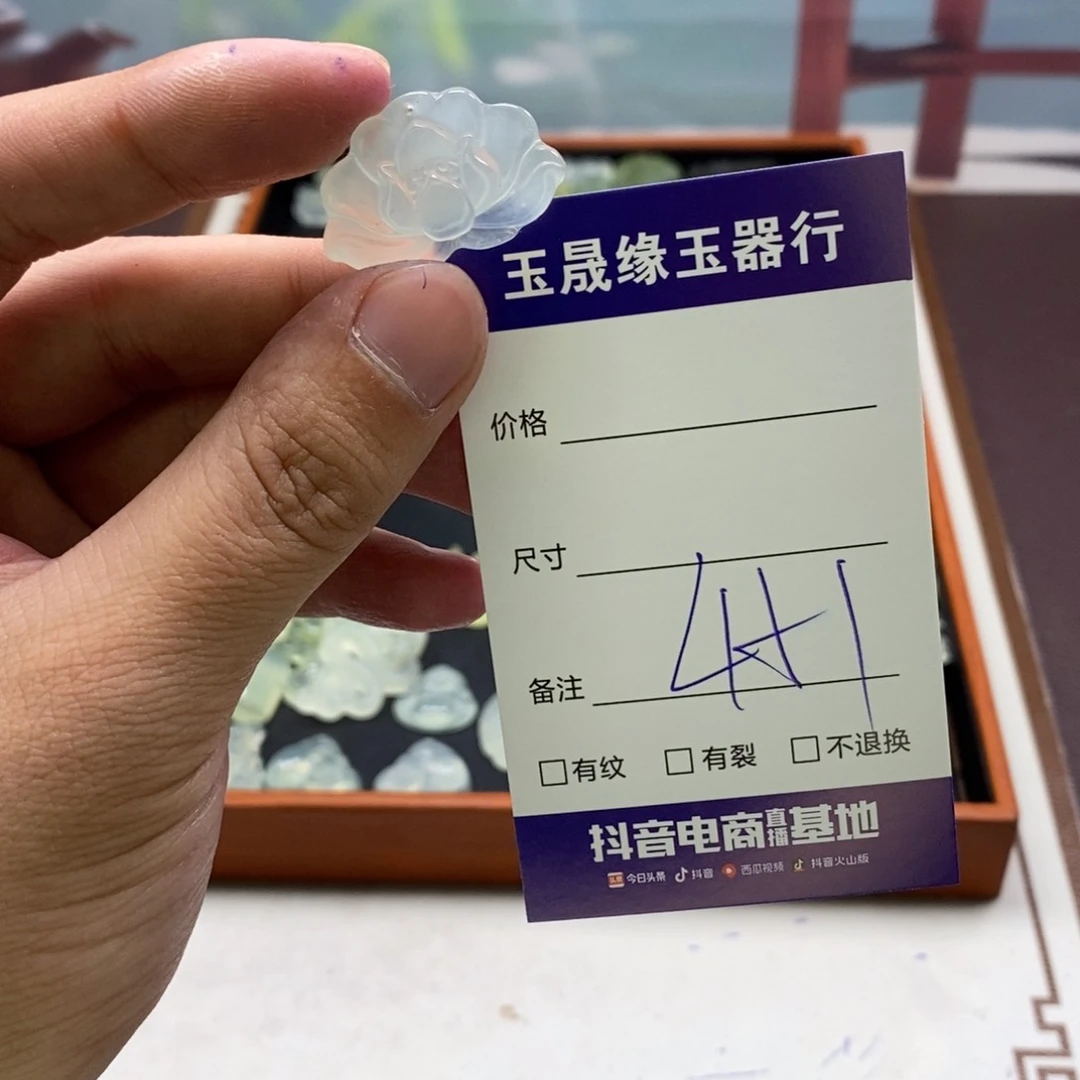 玉晟缘玉器行
价格
尺寸
备注
□有纹 □有裂 □不退换
抖音电商直播基地
头条 今日头条 抖音 西瓜视频 抖音火山版